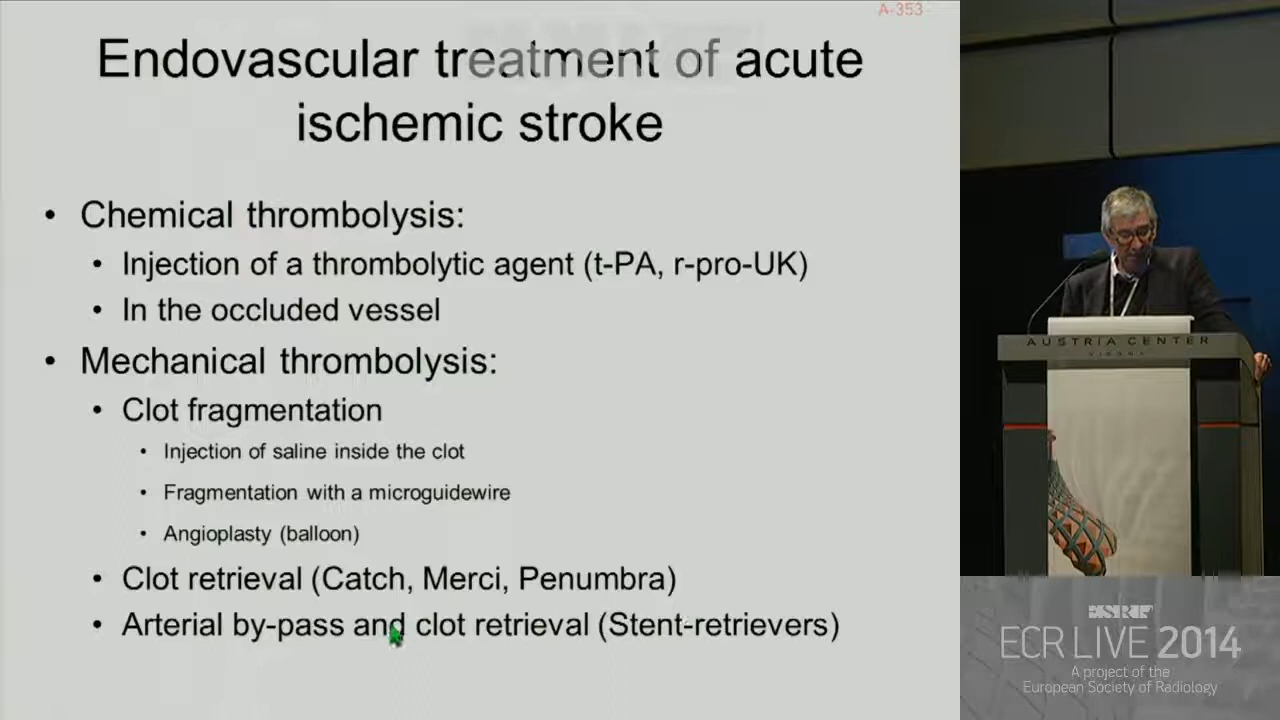 A-353
Endovascular treatment of acute
ischemic stroke
• Chemical thrombolysis:
• Injection of a thrombolytic agent (t-PA, r-pro-UK)
• In the occluded vessel
• Mechanical thrombolysis:
• Clot fragmentation
• Injection of saline inside the clot
• Fragmentation with a microguidewire
• Angioplasty (balloon)
• Clot retrieval (Catch, Merci, Penumbra)
• Arterial by-pass and clot retrieval (Stent-retrievers)
AUSTRIA CENTER
VIENNA
ESR
ECR LIVE 2014
A project of the
European Society of Radiology